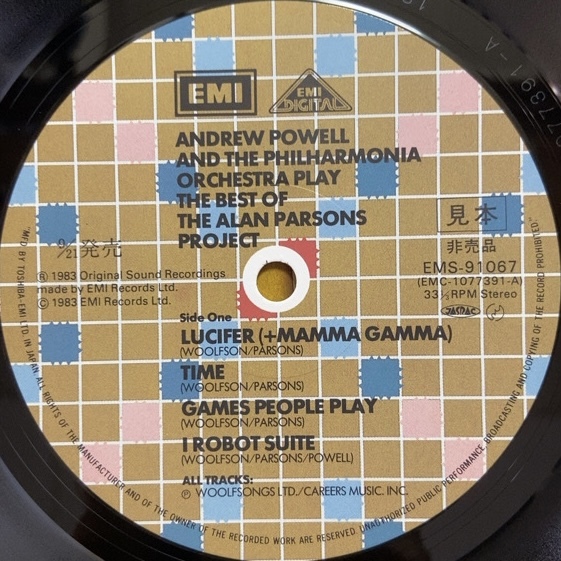 EMI
EMI
DIGITAL
ANDREW POWELL
AND THE PHILHARMONIA
ORCHESTRA PLAY
THE BEST OF
THE ALAN PARSONS
PROJECT
9/21発売
見本
非売品
EMS-91067
(EMC-1077391-A)
33⅓RPM Stereo
JASRAC
℗ 1983 Original Sound Recordings
made by EMI Records Ltd.
© 1983 EMI Records Ltd.
Side One
LUCIFER (+MAMMA GAMMA)
(WOOLFSON/PARSONS)
TIME
(WOOLFSON/PARSONS)
GAMES PEOPLE PLAY
(WOOLFSON/PARSONS)
I ROBOT SUITE
(WOOLFSON/PARSONS/POWELL)
ALL TRACKS:
℗ WOOLFSONGS LTD./CAREERS MUSIC. INC.
"MFD BY TOSHIBA-EMI LTD. IN JAPAN. ALL RIGHTS OF THE MANUFACTURER AND OF THE OWNER OF THE RECORDED WORK ARE RESERVED. UNAUTHORIZED PUBLIC PERFORMANCE, BROADCASTING AND COPYING OF THE RECORD PROHIBITED."
077391-A